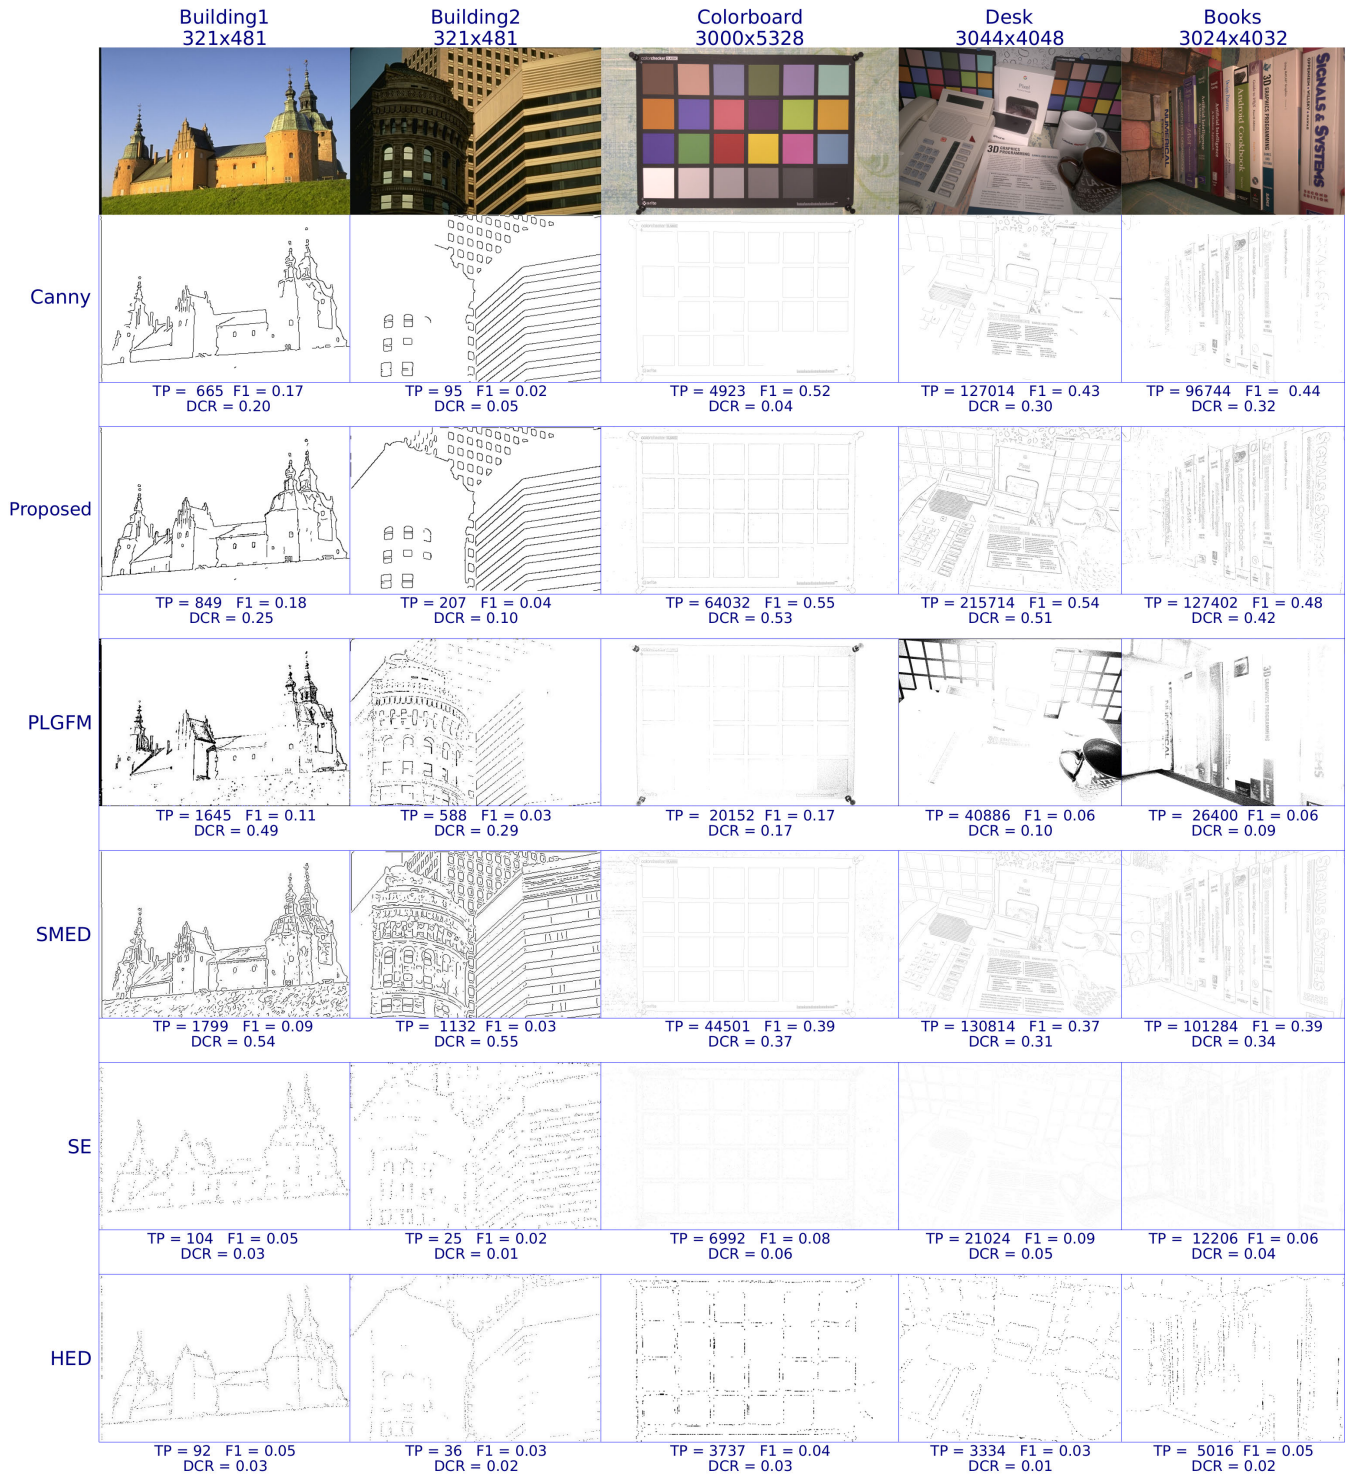 Building1 Building2 Colorboard Desk Books
321x481 321x481 3000x5328 3044x4048 3024x4032
3D GRAPHICS
PROGRAMMING
Pixel
NUMERICAL
Android Cookbook
3D GRAPHICS PROGRAMMING
SIGNALS & SYSTEMS
Canny
TP = 665 F1 = 0.17 TP = 95 F1 = 0.02 TP = 4923 F1 = 0.52 TP = 127014 F1 = 0.43 TP = 96744 F1 = 0.44
DCR = 0.20 DCR = 0.05 DCR = 0.04 DCR = 0.30 DCR = 0.32
Proposed
TP = 849 F1 = 0.18 TP = 207 F1 = 0.04 TP = 64032 F1 = 0.55 TP = 215714 F1 = 0.54 TP = 127402 F1 = 0.48
DCR = 0.25 DCR = 0.10 DCR = 0.53 DCR = 0.51 DCR = 0.42
PLGFM
TP = 1645 F1 = 0.11 TP = 588 F1 = 0.03 TP = 20152 F1 = 0.17 TP = 40886 F1 = 0.06 TP = 26400 F1 = 0.06
DCR = 0.49 DCR = 0.29 DCR = 0.17 DCR = 0.10 DCR = 0.09
SMED
TP = 1799 F1 = 0.09 TP = 1132 F1 = 0.03 TP = 44501 F1 = 0.39 TP = 130814 F1 = 0.37 TP = 101284 F1 = 0.39
DCR = 0.54 DCR = 0.55 DCR = 0.37 DCR = 0.31 DCR = 0.34
SE
TP = 104 F1 = 0.05 TP = 25 F1 = 0.02 TP = 6992 F1 = 0.08 TP = 21024 F1 = 0.09 TP = 12206 F1 = 0.06
DCR = 0.03 DCR = 0.01 DCR = 0.06 DCR = 0.05 DCR = 0.04
HED
TP = 92 F1 = 0.05 TP = 36 F1 = 0.03 TP = 3737 F1 = 0.04 TP = 3334 F1 = 0.03 TP = 5016 F1 = 0.05
DCR = 0.03 DCR = 0.02 DCR = 0.03 DCR = 0.01 DCR = 0.02